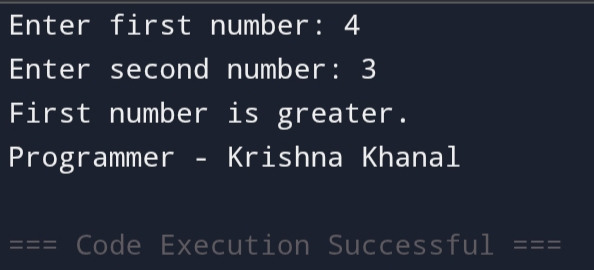 Enter first number: 4
Enter second number: 3
First number is greater.
Programmer - Krishna Khanal
=== Code Execution Successful ===